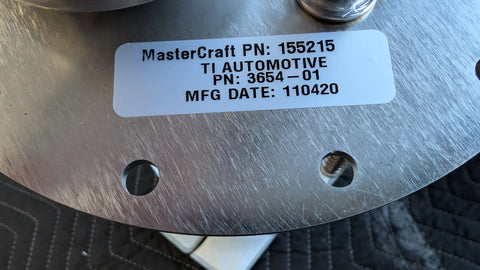 MasterCraft PN: 155215
TI AUTOMOTIVE
PN: 3654-01
MFG DATE: 110420